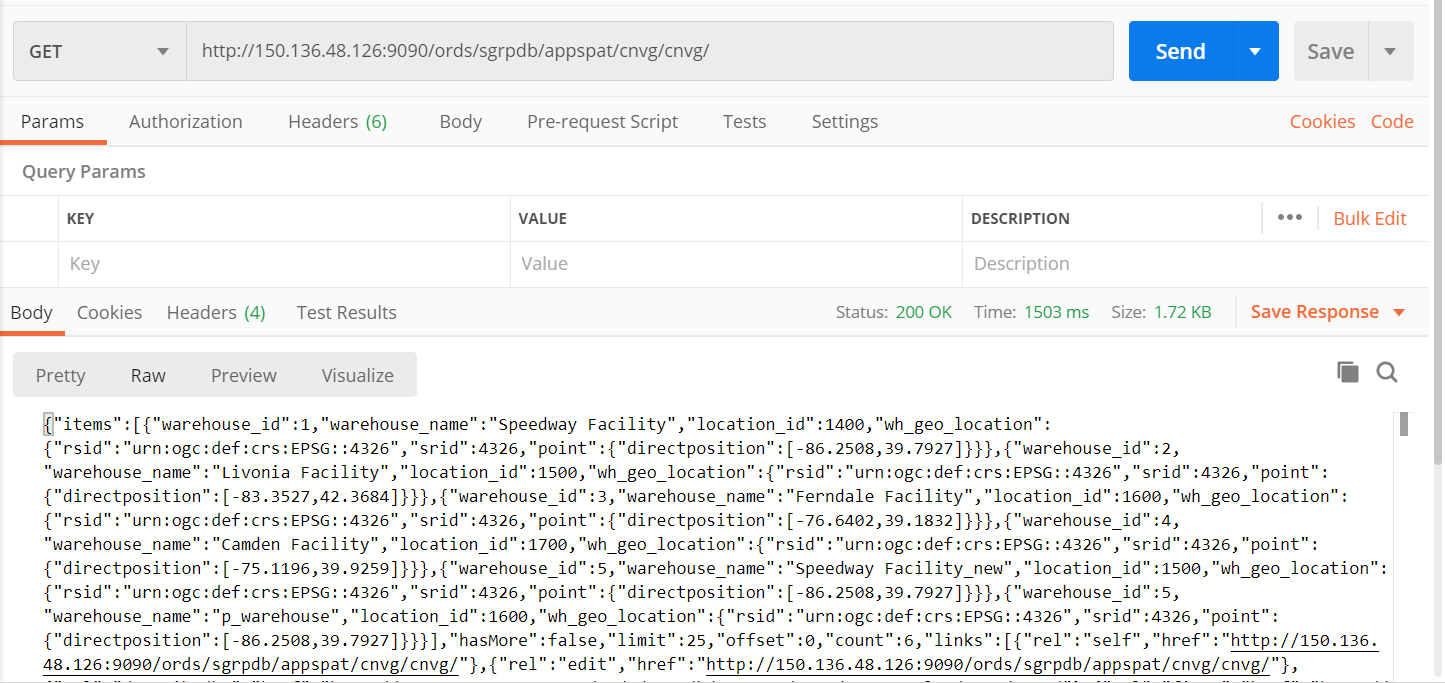 GET http://150.136.48.126:9090/ords/sgrpdb/appspat/cnvg/cnvg/ Send Save
Params Authorization Headers (6) Body Pre-request Script Tests Settings Cookies Code
Query Params
KEY VALUE DESCRIPTION ••• Bulk Edit
Key Value Description
Body Cookies Headers (4) Test Results Status: 200 OK Time: 1503 ms Size: 1.72 KB Save Response
Pretty Raw Preview Visualize
{"items":[{"warehouse_id":1,"warehouse_name":"Speedway Facility","location_id":1400,"wh_geo_location":
{"rsid":"urn:ogc:def:crs:EPSG::4326","srid":4326,"point":{"directposition":[-86.2508,39.7927]}}},{"warehouse_id":2,
"warehouse_name":"Livonia Facility","location_id":1500,"wh_geo_location":{"rsid":"urn:ogc:def:crs:EPSG::4326","srid":4326,"point":
{"directposition":[-83.3527,42.3684]}}},{"warehouse_id":3,"warehouse_name":"Ferndale Facility","location_id":1600,"wh_geo_location":
{"rsid":"urn:ogc:def:crs:EPSG::4326","srid":4326,"point":{"directposition":[-76.6402,39.1832]}}},{"warehouse_id":4,
"warehouse_name":"Camden Facility","location_id":1700,"wh_geo_location":{"rsid":"urn:ogc:def:crs:EPSG::4326","srid":4326,"point":
{"directposition":[-75.1196,39.9259]}}},{"warehouse_id":5,"warehouse_name":"Speedway Facility_new","location_id":1500,"wh_geo_location":
{"rsid":"urn:ogc:def:crs:EPSG::4326","srid":4326,"point":{"directposition":[-86.2508,39.7927]}}},{"warehouse_id":5,
"warehouse_name":"p_warehouse","location_id":1600,"wh_geo_location":{"rsid":"urn:ogc:def:crs:EPSG::4326","srid":4326,"point":
{"directposition":[-86.2508,39.7927]}}}],"hasMore":false,"limit":25,"offset":0,"count":6,"links":[{"rel":"self","href":"http://150.136.
48.126:9090/ords/sgrpdb/appspat/cnvg/cnvg/"},{"rel":"edit","href":"http://150.136.48.126:9090/ords/sgrpdb/appspat/cnvg/cnvg/"},